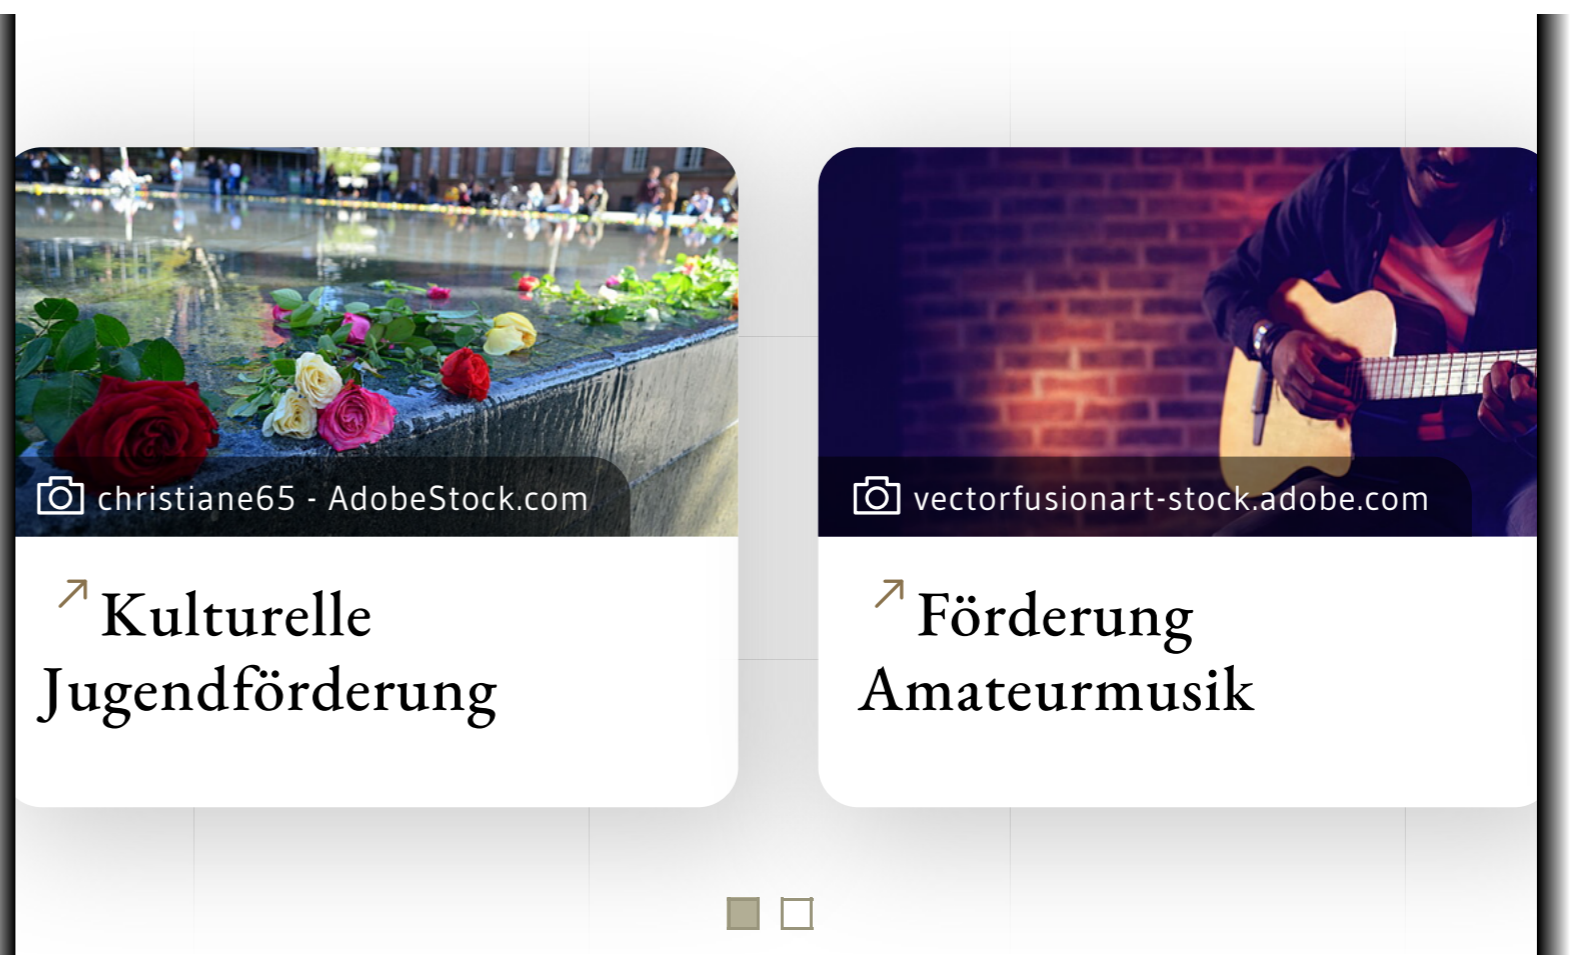 christiane65 - AdobeStock.com
Kulturelle
Jugendförderung
vectorfusionart-stock.adobe.com
Förderung
Amateurmusik